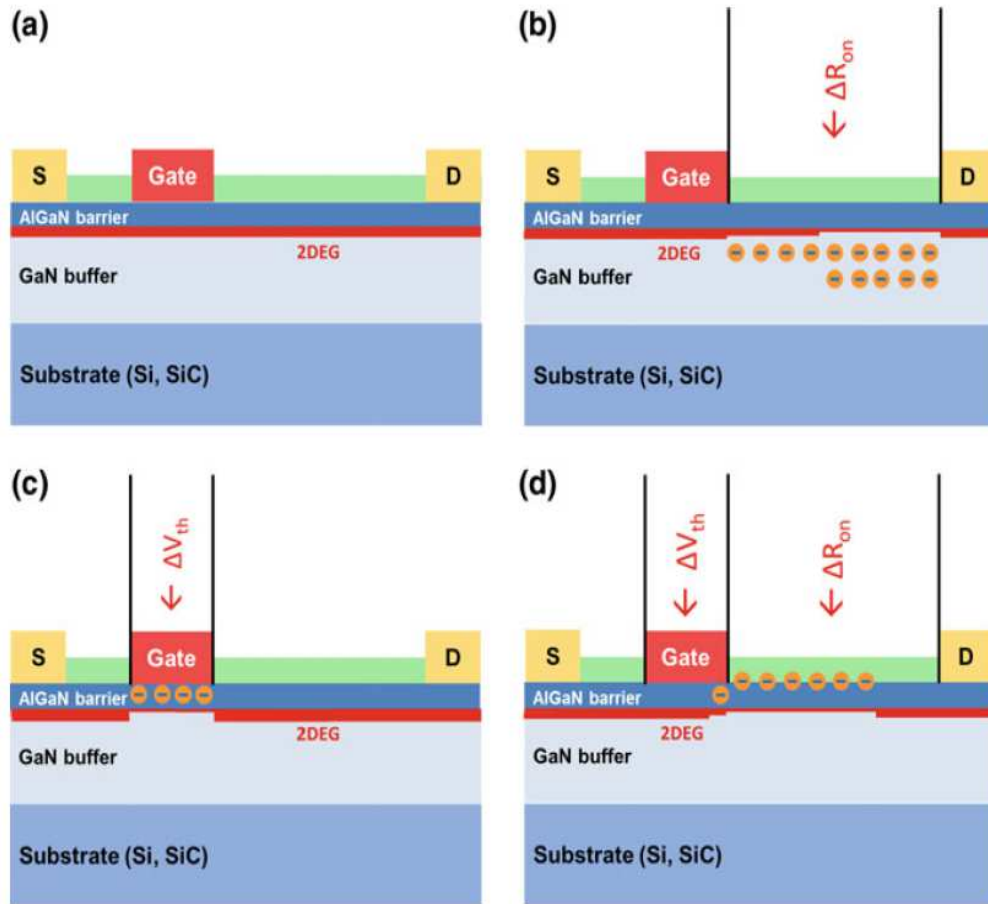 (a)
S
Gate
D
AlGaN barrier
2DEG
GaN buffer
Substrate (Si, SiC)
(b)
ΔRon
S
Gate
D
AlGaN barrier
2DEG
GaN buffer
Substrate (Si, SiC)
(c)
ΔVth
S
Gate
D
AlGaN barrier
2DEG
GaN buffer
Substrate (Si, SiC)
(d)
ΔVth
ΔRon
S
Gate
D
AlGaN barrier
2DEG
GaN buffer
Substrate (Si, SiC)